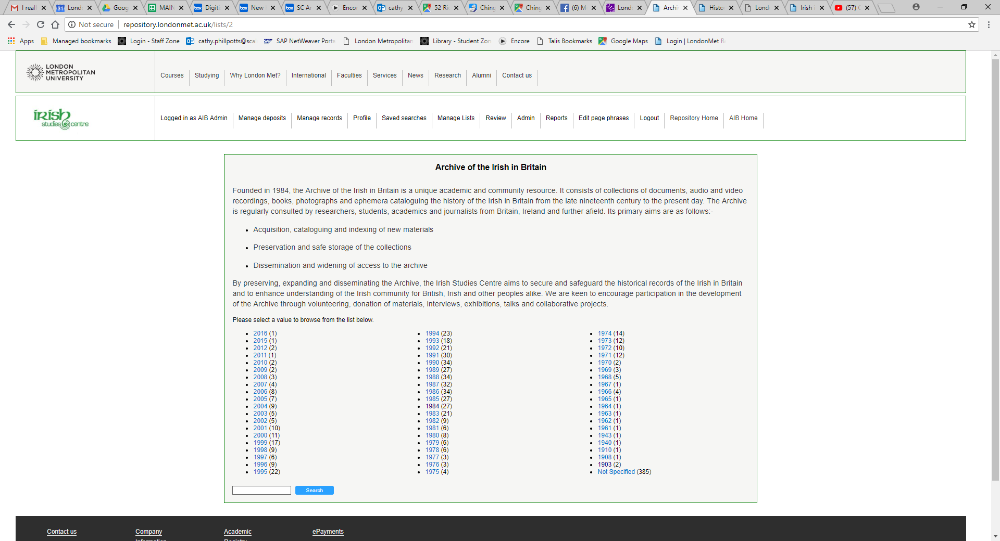 I reall
Lond
Goog
MAIN
Digiti
New
SC Ar
Encor
cathy
52 Ri
Ching
Ching
(6) M
Lond
Archi
Histo
Lond
Irish i
(57)
Not secure | repository.londonmet.ac.uk/lists/2
Apps Managed bookmarks Login - Staff Zone cathy.phillpotts@scal SAP NetWeaver Porta London Metropolitan Library - Student Zon Encore Talis Bookmarks Google Maps Login | LondonMet R
LONDON
METROPOLITAN
UNIVERSITY
Courses Studying Why London Met? International Faculties Services News Research Alumni Contact us
irish
studies centre
Logged in as AIB Admin Manage deposits Manage records Profile Saved searches Manage Lists Review Admin Reports Edit page phrases Logout Repository Home AIB Home
Archive of the Irish in Britain
Founded in 1984, the Archive of the Irish in Britain is a unique academic and community resource. It consists of collections of documents, audio and video
recordings, books, photographs and ephemera cataloguing the history of the Irish in Britain from the late nineteenth century to the present day. The Archive
is regularly consulted by researchers, students, academics and journalists from Britain, Ireland and further afield. Its primary aims are as follows:-
Acquisition, cataloguing and indexing of new materials
Preservation and safe storage of the collections
Dissemination and widening of access to the archive
By preserving, expanding and disseminating the Archive, the Irish Studies Centre aims to secure and safeguard the historical records of the Irish in Britain
and to enhance understanding of the Irish community for British, Irish and other peoples alike. We are keen to encourage participation in the development
of the Archive through volunteering, donation of materials, interviews, exhibitions, talks and collaborative projects.
Please select a value to browse from the list below.
2016 (1)
2015 (1)
2012 (2)
2011 (1)
2010 (2)
2009 (2)
2008 (3)
2007 (4)
2006 (8)
2005 (7)
2004 (9)
2003 (5)
2002 (5)
2001 (10)
2000 (11)
1999 (17)
1998 (9)
1997 (6)
1996 (9)
1995 (22)
1994 (23)
1993 (18)
1992 (21)
1991 (30)
1990 (34)
1989 (27)
1988 (34)
1987 (32)
1986 (34)
1985 (27)
1984 (27)
1983 (21)
1982 (9)
1981 (6)
1980 (8)
1979 (6)
1978 (6)
1977 (3)
1976 (3)
1975 (4)
1974 (14)
1973 (12)
1972 (10)
1971 (12)
1970 (2)
1969 (3)
1968 (5)
1967 (1)
1966 (4)
1965 (1)
1964 (1)
1963 (1)
1962 (1)
1961 (1)
1943 (1)
1940 (1)
1910 (1)
1908 (1)
1903 (2)
Not Specified (385)
Search
Contact us Company Academic ePayments
Information Registry